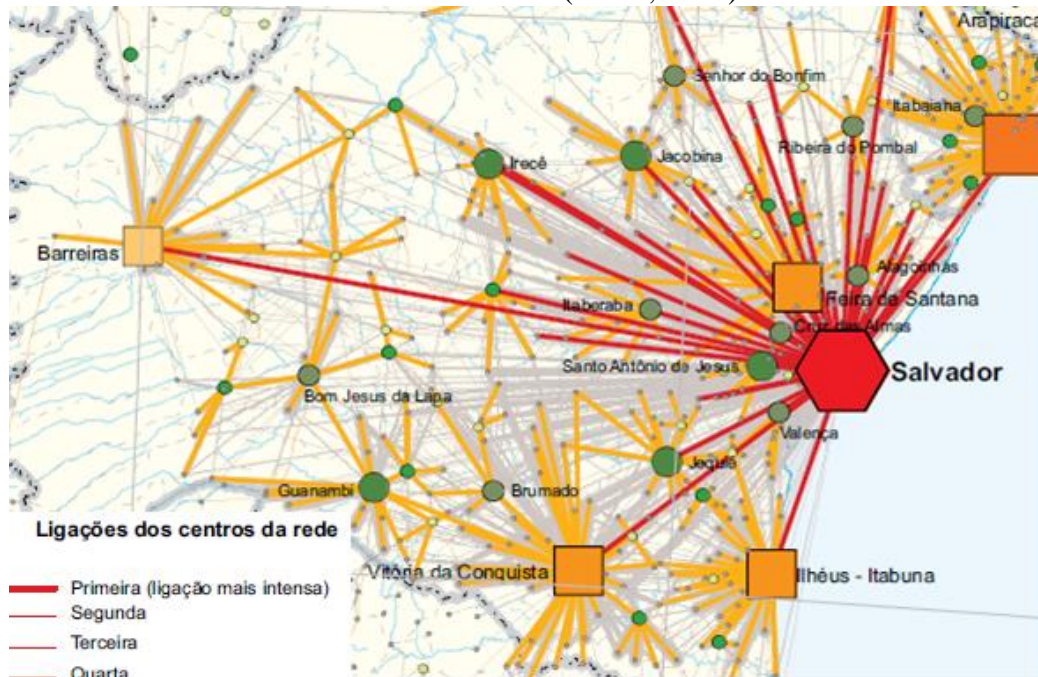 Arapiraca
Senhor do Bonfim
Itabaiana
Ribeira do Pombal
Irecê
Jacobina
Barreiras
Alagoinhas
Feira de Santana
Itaberaba
Cruz das Almas
Santo Antônio de Jesus
Salvador
Bom Jesus da Lapa
Valença
Jequié
Guanambi
Brumado
Vitória da Conquista
Ilhéus - Itabuna
Ligações dos centros da rede
Primeira (ligação mais intensa)
Segunda
Terceira
Quarta